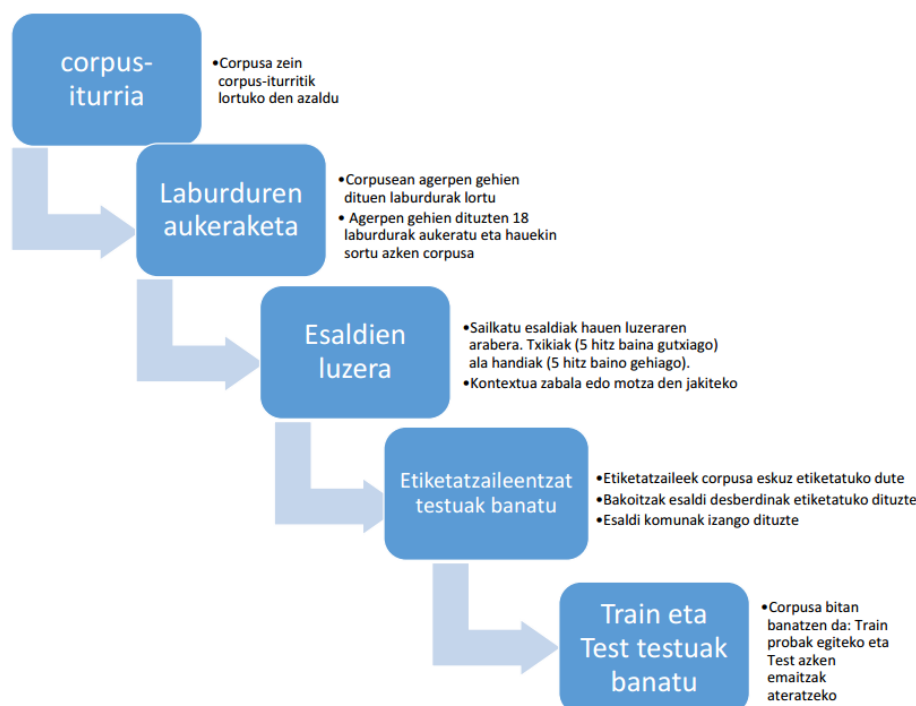 corpus-
iturria
•Corpusa zein
corpus-iturritik
lortuko den azaldu
Laburduren
aukeraketa
•Corpusean agerpen gehien
dituen laburdurak lortu
• Agerpen gehien dituzten 18
laburdurak aukeratu eta hauekin
sortu azken corpusa
Esaldien
luzera
•Sailkatu esaldiak hauen luzeraren
arabera. Txikiak (5 hitz baina gutxiago)
ala handiak (5 hitz baino gehiago).
•Kontextua zabala edo motza den jakiteko
Etiketatzaileentzat
testuak banatu
•Etiketatzaileek corpusa eskuz etiketatuko dute
•Bakoitzak esaldi desberdinak etiketatuko dituzte
•Esaldi komunak izango dituzte
Train eta
Test testuak
banatu
•Corpusa bitan
banatzen da: Train
probak egiteko eta
Test azken
emaitzak
ateratzeko